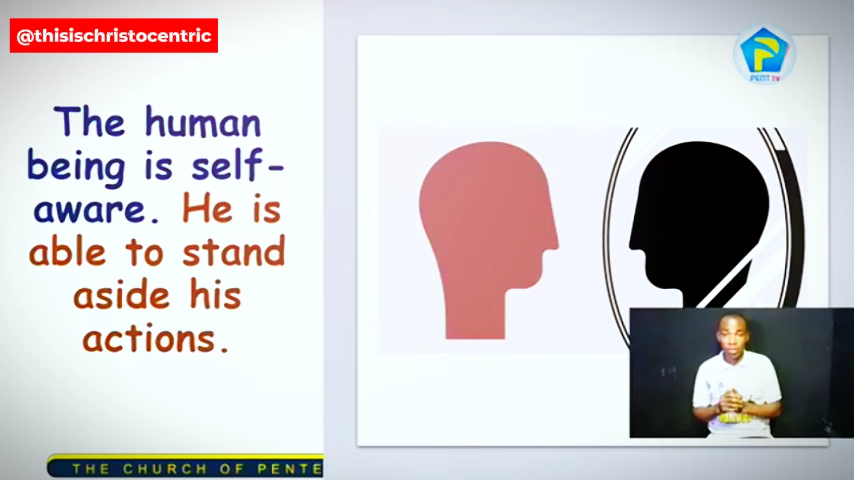 @thisischristocentric
PENT tv
The human
being is self-
aware. He is
able to stand
aside his
actions.
THE CHURCH OF PENTE